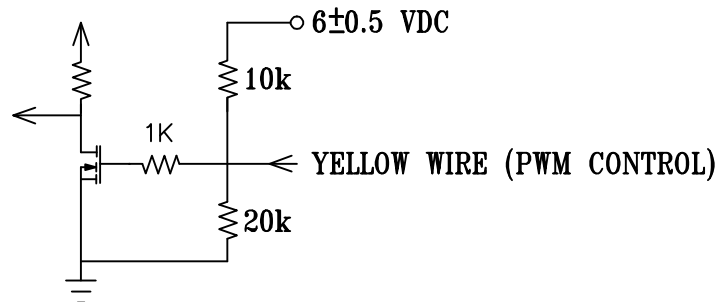 6±0.5 VDC
10k
1K
YELLOW WIRE (PWM CONTROL)
20k